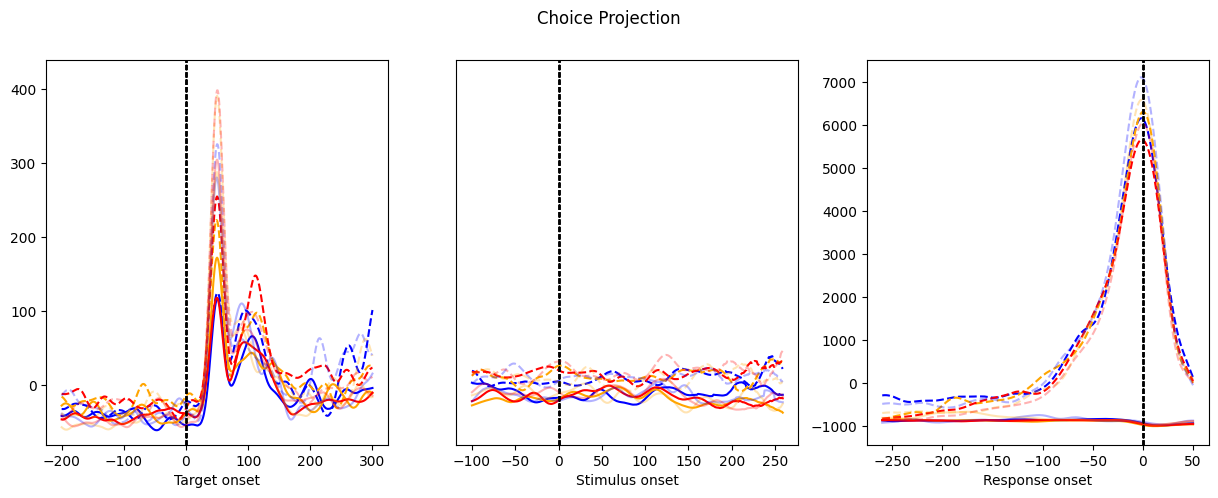 Choice Projection
400
300
200
100
0
−200 −100 0 100 200 300
Target onset
−100 −50 0 50 100 150 200 250
Stimulus onset
7000
6000
5000
4000
3000
2000
1000
0
−1000
−250 −200 −150 −100 −50 0 50
Response onset